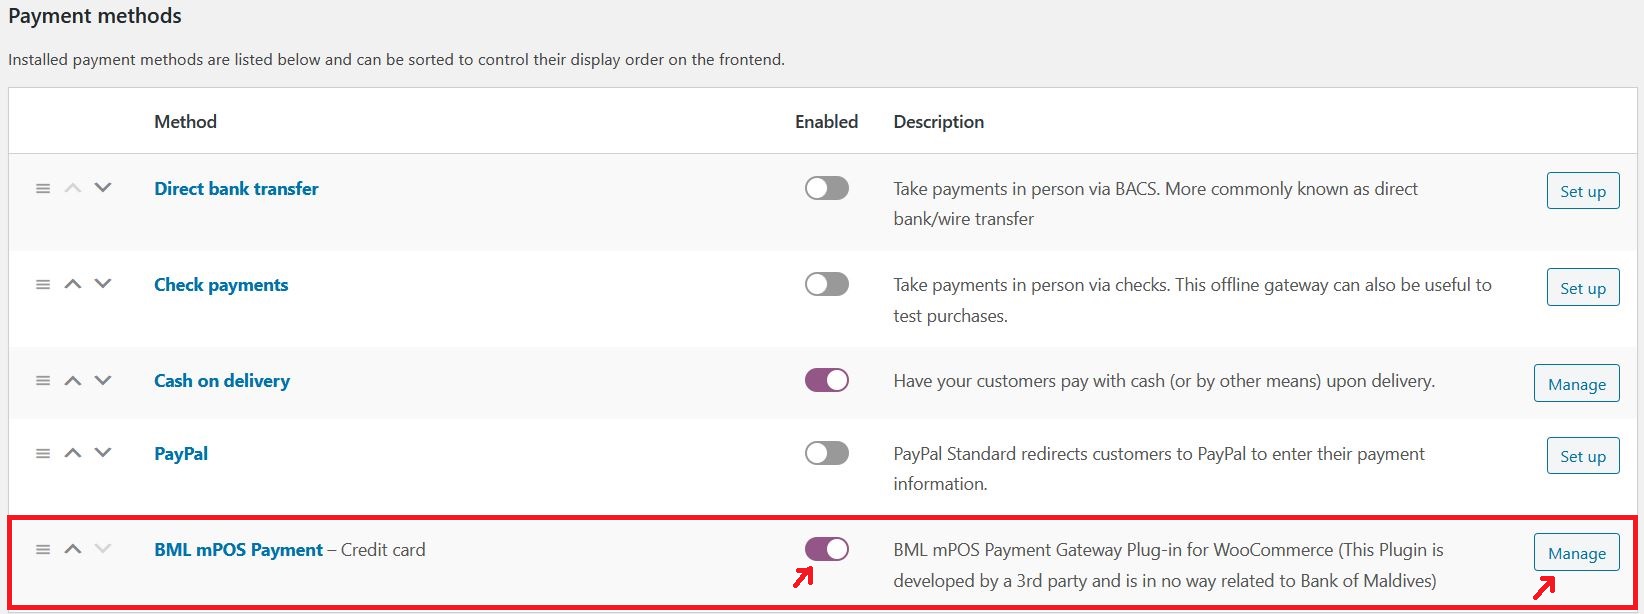 Payment methods
Installed payment methods are listed below and can be sorted to control their display order on the frontend.
Method Enabled Description
Direct bank transfer Take payments in person via BACS. More commonly known as direct Set up
bank/wire transfer
Check payments Take payments in person via checks. This offline gateway can also be useful to Set up
test purchases.
Cash on delivery Have your customers pay with cash (or by other means) upon delivery. Manage
PayPal PayPal Standard redirects customers to PayPal to enter their payment Set up
information.
BML mPOS Payment – Credit card BML mPOS Payment Gateway Plug-in for WooCommerce (This Plugin is Manage
developed by a 3rd party and is in no way related to Bank of Maldives)